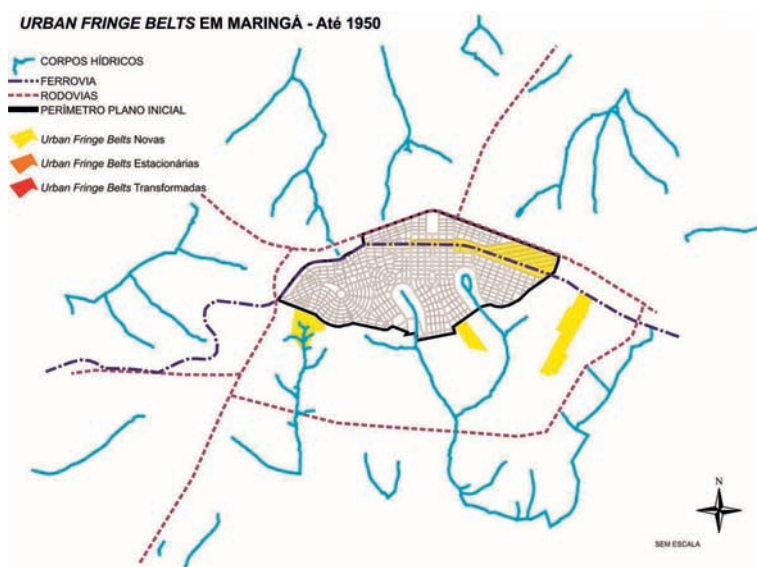 URBAN FRINGE BELTS EM MARINGÁ - Até 1950
CORPOS HÍDRICOS
FERROVIA
RODOVIAS
PERÍMETRO PLANO INICIAL
Urban Fringe Belts Novas
Urban Fringe Belts Estacionárias
Urban Fringe Belts Transformadas
N
SEM ESCALA